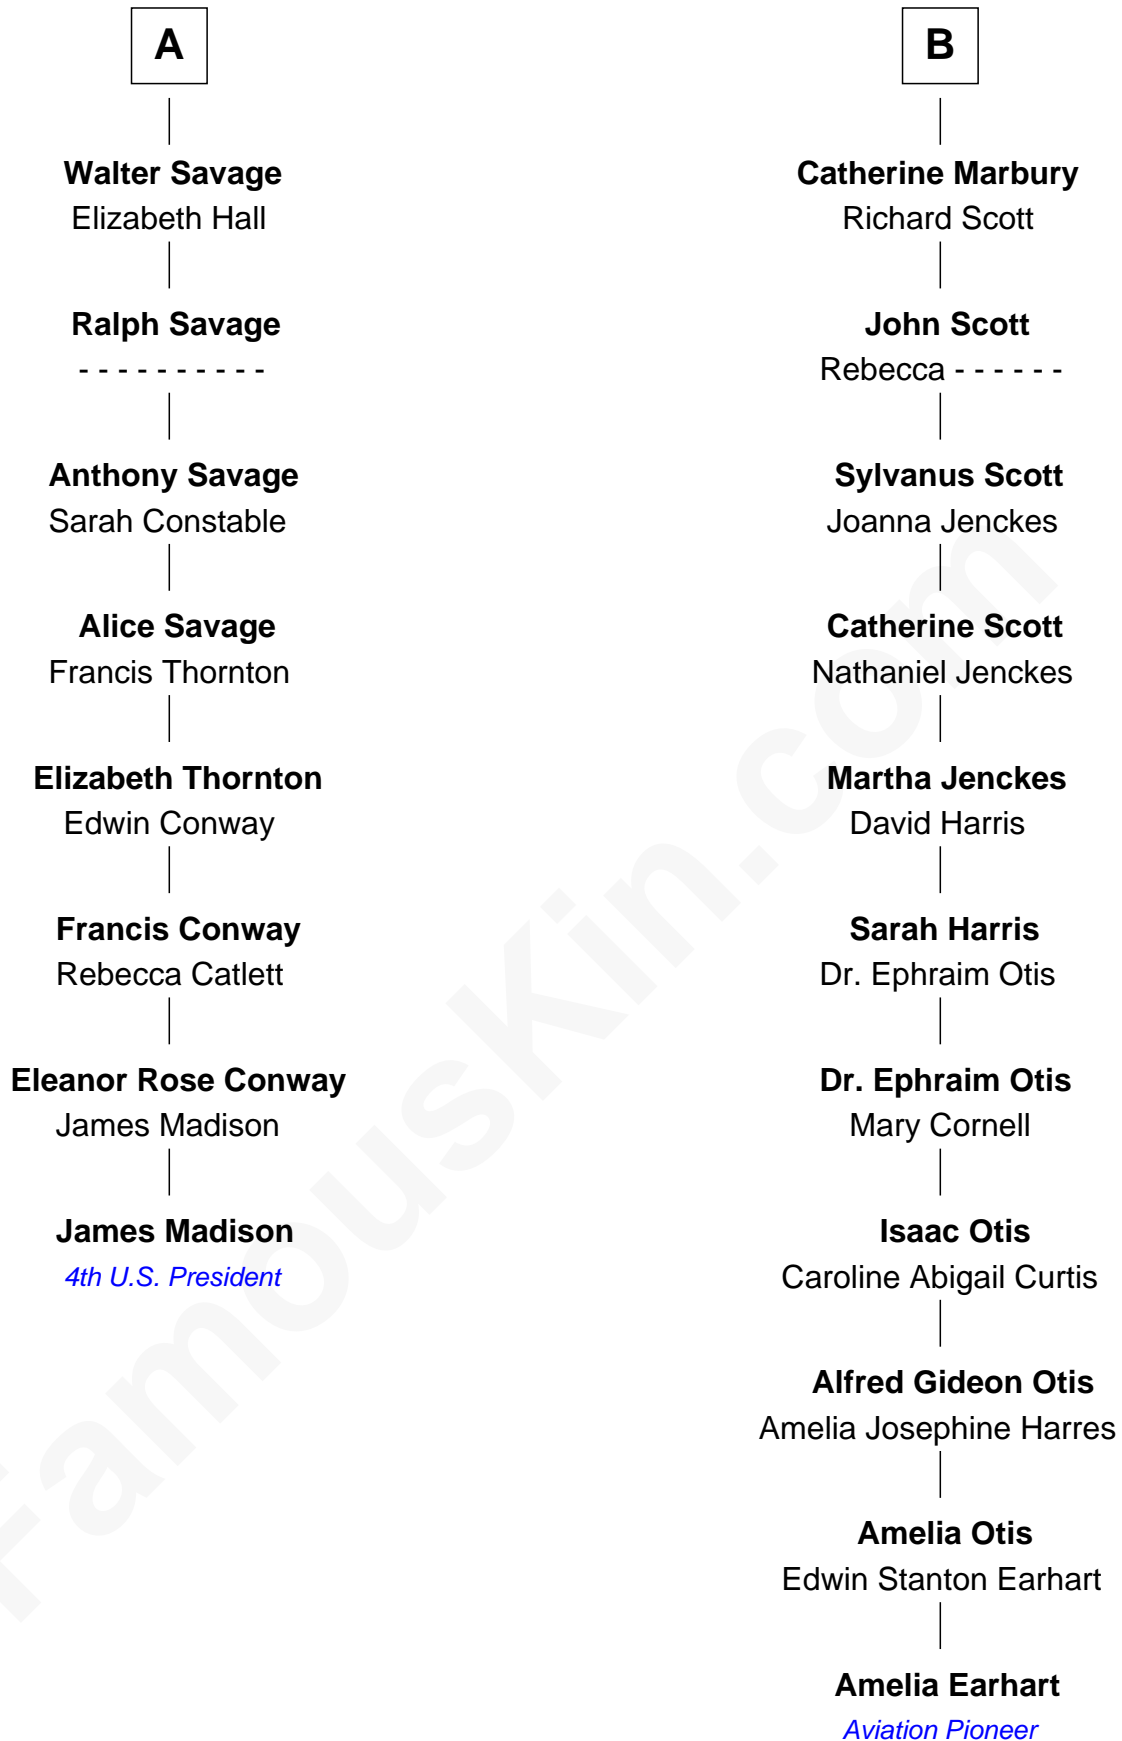 A
Walter Savage
Elizabeth Hall
Ralph Savage
- - - - - - - - - -
Anthony Savage
Sarah Constable
Alice Savage
Francis Thornton
Elizabeth Thornton
Edwin Conway
Francis Conway
Rebecca Catlett
Eleanor Rose Conway
James Madison
James Madison
4th U.S. President
B
Catherine Marbury
Richard Scott
John Scott
Rebecca - - - - - -
Sylvanus Scott
Joanna Jenckes
Catherine Scott
Nathaniel Jenckes
Martha Jenckes
David Harris
Sarah Harris
Dr. Ephraim Otis
Dr. Ephraim Otis
Mary Cornell
Isaac Otis
Caroline Abigail Curtis
Alfred Gideon Otis
Amelia Josephine Harres
Amelia Otis
Edwin Stanton Earhart
Amelia Earhart
Aviation Pioneer
FamousKin.com